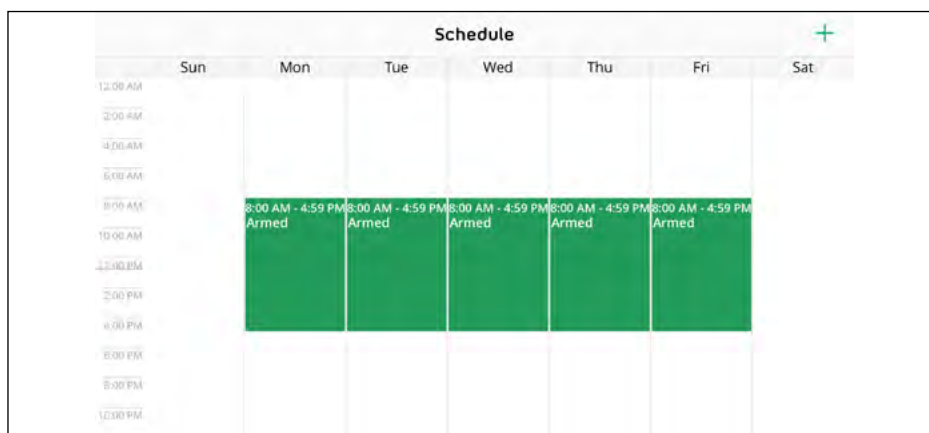 Schedule
+
Sun Mon Tue Wed Thu Fri Sat
12:00 AM
2:00 AM
4:00 AM
6:00 AM
8:00 AM
8:00 AM - 4:59 PM 8:00 AM - 4:59 PM 8:00 AM - 4:59 PM 8:00 AM - 4:59 PM 8:00 AM - 4:59 PM
Armed Armed Armed Armed Armed
10:00 AM
12:00 PM
2:00 PM
4:00 PM
6:00 PM
8:00 PM
10:00 PM